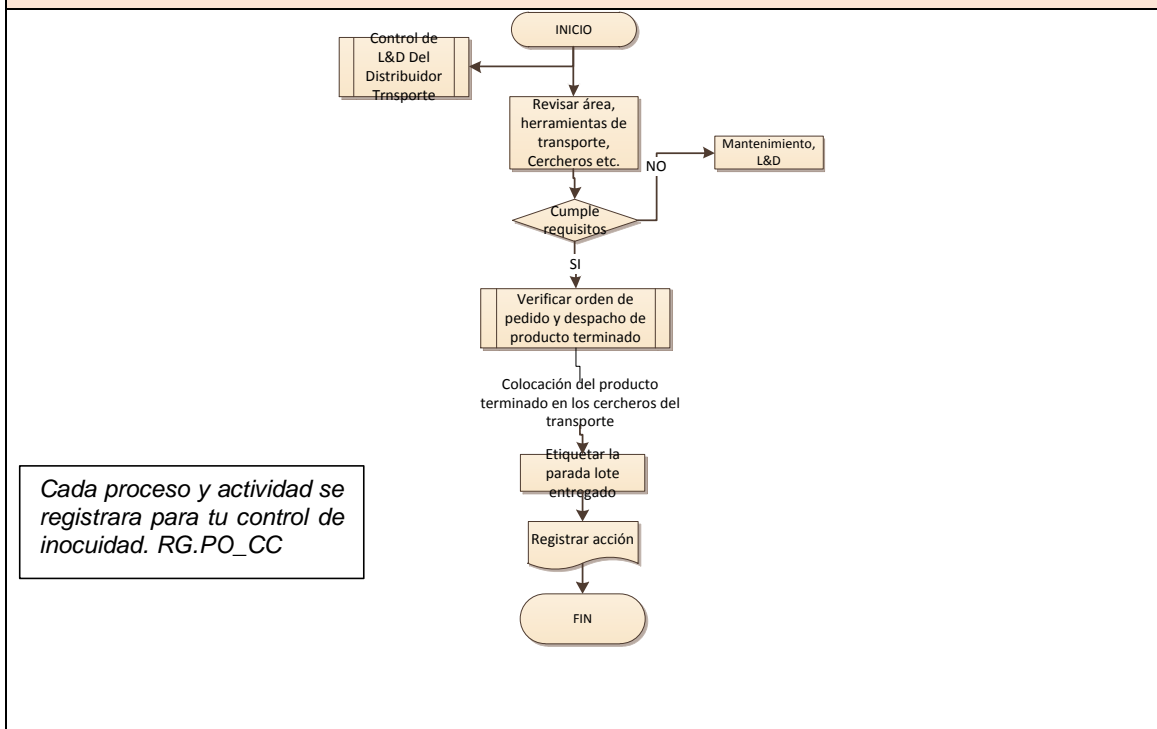 INICIO
Control de
L&D Del
Distribuidor
Trnsporte
Revisar área,
herramientas de
transporte,
Cercheros etc.
Mantenimiento,
L&D
NO
Cumple
requisitos
SI
Verificar orden de
pedido y despacho de
producto terminado
Colocación del producto
terminado en los cercheros del
transporte
Etiquetar la
parada lote
entregado
Cada proceso y actividad se
registrara para tu control de
inocuidad. RG.PO_CC
Registrar acción
FIN